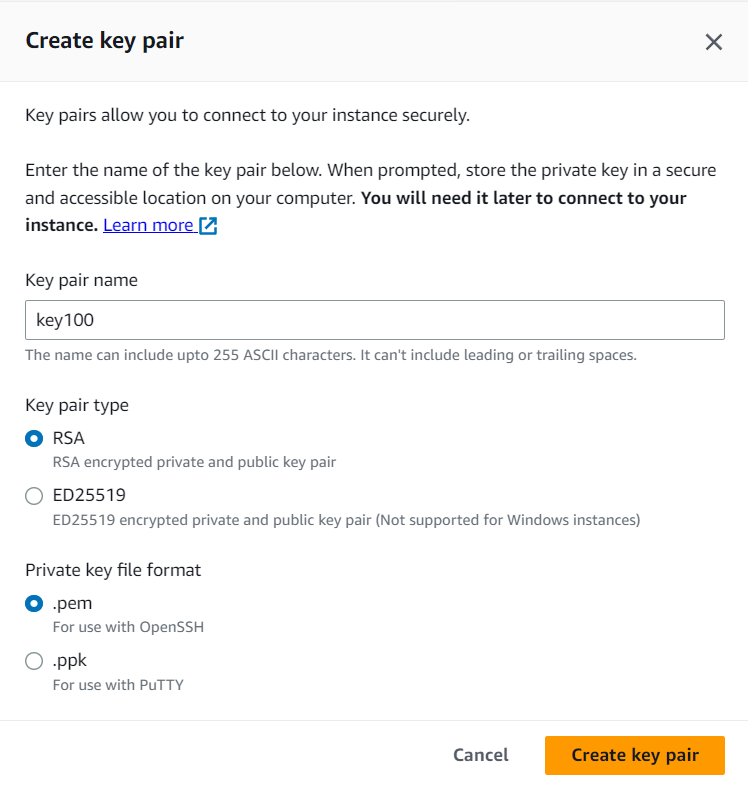 Create key pair
Key pairs allow you to connect to your instance securely.
Enter the name of the key pair below. When prompted, store the private key in a secure
and accessible location on your computer. You will need it later to connect to your
instance. Learn more
Key pair name
key100
The name can include upto 255 ASCII characters. It can't include leading or trailing spaces.
Key pair type
RSA
RSA encrypted private and public key pair
ED25519
ED25519 encrypted private and public key pair (Not supported for Windows instances)
Private key file format
.pem
For use with OpenSSH
.ppk
For use with PuTTY
Cancel
Create key pair